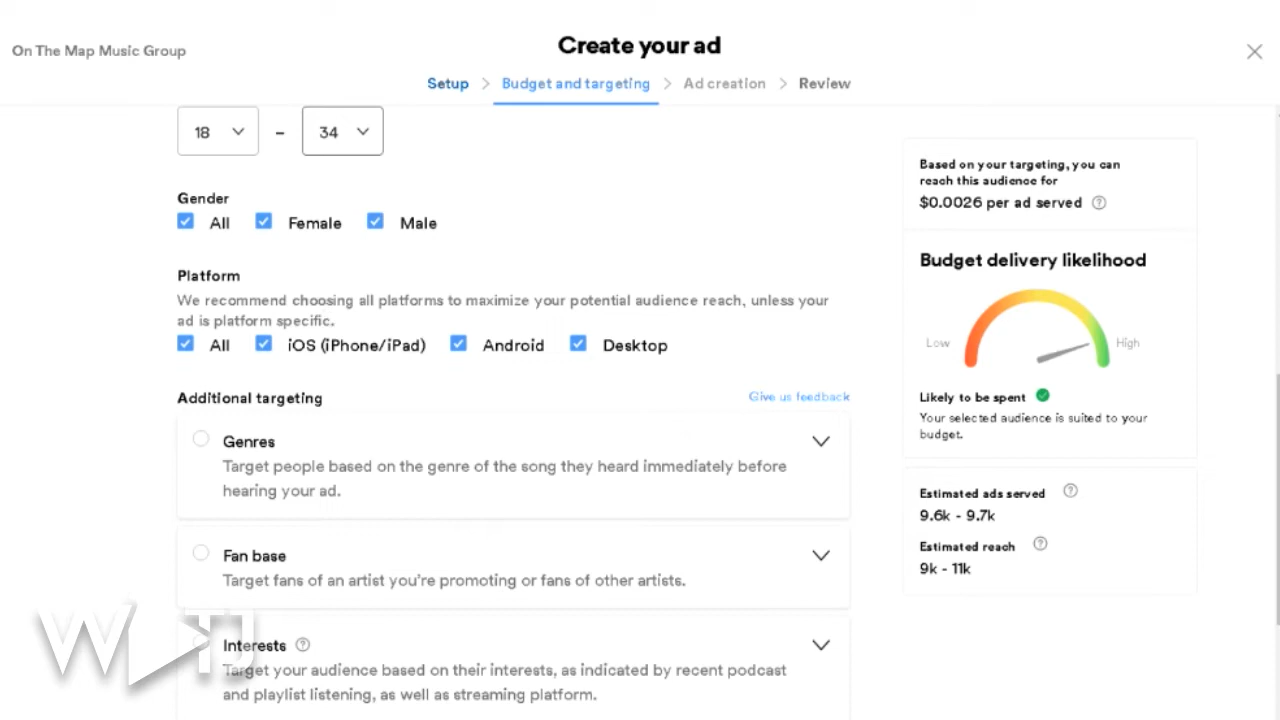 On The Map Music Group
Create your ad
Setup > Budget and targeting > Ad creation > Review
18 – 34
Gender
All Female Male
Platform
We recommend choosing all platforms to maximize your potential audience reach, unless your
ad is platform specific.
All iOS (iPhone/iPad) Android Desktop
Additional targeting
Give us feedback
Genres
Target people based on the genre of the song they heard immediately before
hearing your ad.
Fan base
Target fans of an artist you're promoting or fans of other artists.
Interests
Target your audience based on their interests, as indicated by recent podcast
and playlist listening, as well as streaming platform.
Based on your targeting, you can
reach this audience for
$0.0026 per ad served
Budget delivery likelihood
Low High
Likely to be spent
Your selected audience is suited to your
budget.
Estimated ads served
9.6k - 9.7k
Estimated reach
9k - 11k